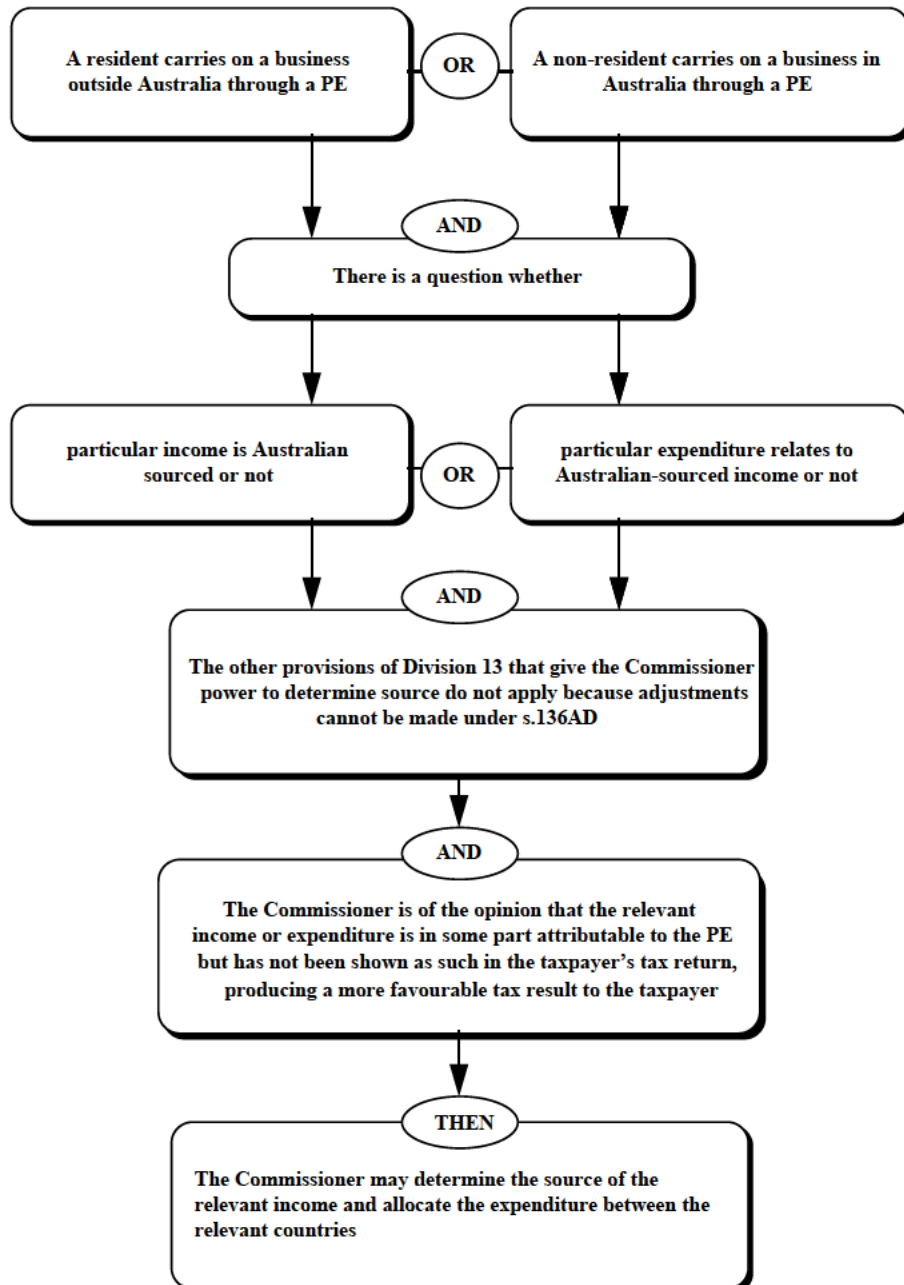 A resident carries on a business
outside Australia through a PE
OR
A non-resident carries on a business in
Australia through a PE
AND
There is a question whether
particular income is Australian
sourced or not
OR
particular expenditure relates to
Australian-sourced income or not
AND
The other provisions of Division 13 that give the Commissioner
power to determine source do not apply because adjustments
cannot be made under s.136AD
AND
The Commissioner is of the opinion that the relevant
income or expenditure is in some part attributable to the PE
but has not been shown as such in the taxpayer's tax return,
producing a more favourable tax result to the taxpayer
THEN
The Commissioner may determine the source of the
relevant income and allocate the expenditure between the
relevant countries